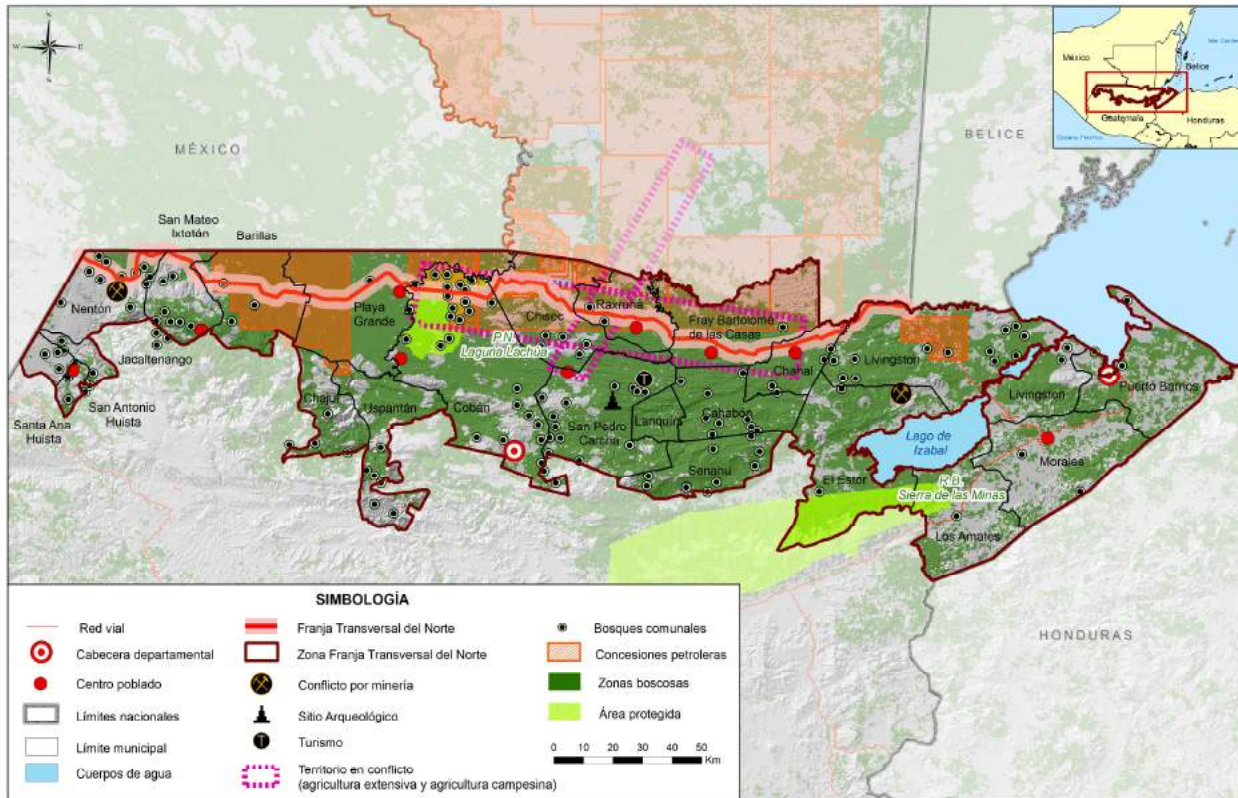 N
W
E
S
México
Mar Caribe
Belice
Guatemala
Honduras
Océano Pacífico
MÉXICO
BELICE
San Mateo
Ixtatán
Barillas
Nentón
Playa
Grande
Chisec
Raxruhá
Fray Bartolomé
de las Casas
P.N.
Laguna Lachúa
Chahal
Livingston
Jacaltenango
Puerto Barrios
Livingston
San Antonio
Huista
Santa Ana
Huista
Chajul
Uspantán
Cobán
San Pedro
Carchá
Lanquín
Cahabón
Senahú
Lago de
Izabal
Morales
El Estor
R.B.
Sierra de las Minas
Los Amates
HONDURAS
SIMBOLOGÍA
Red vial
Cabecera departamental
Centro poblado
Límites nacionales
Límite municipal
Cuerpos de agua
Franja Transversal del Norte
Zona Franja Transversal del Norte
Conflicto por minería
Sitio Arqueológico
Turismo
Territorio en conflicto
(agricultura extensiva y agricultura campesina)
Bosques comunales
Concesiones petroleras
Zonas boscosas
Área protegida
0 10 20 30 40 50
Km